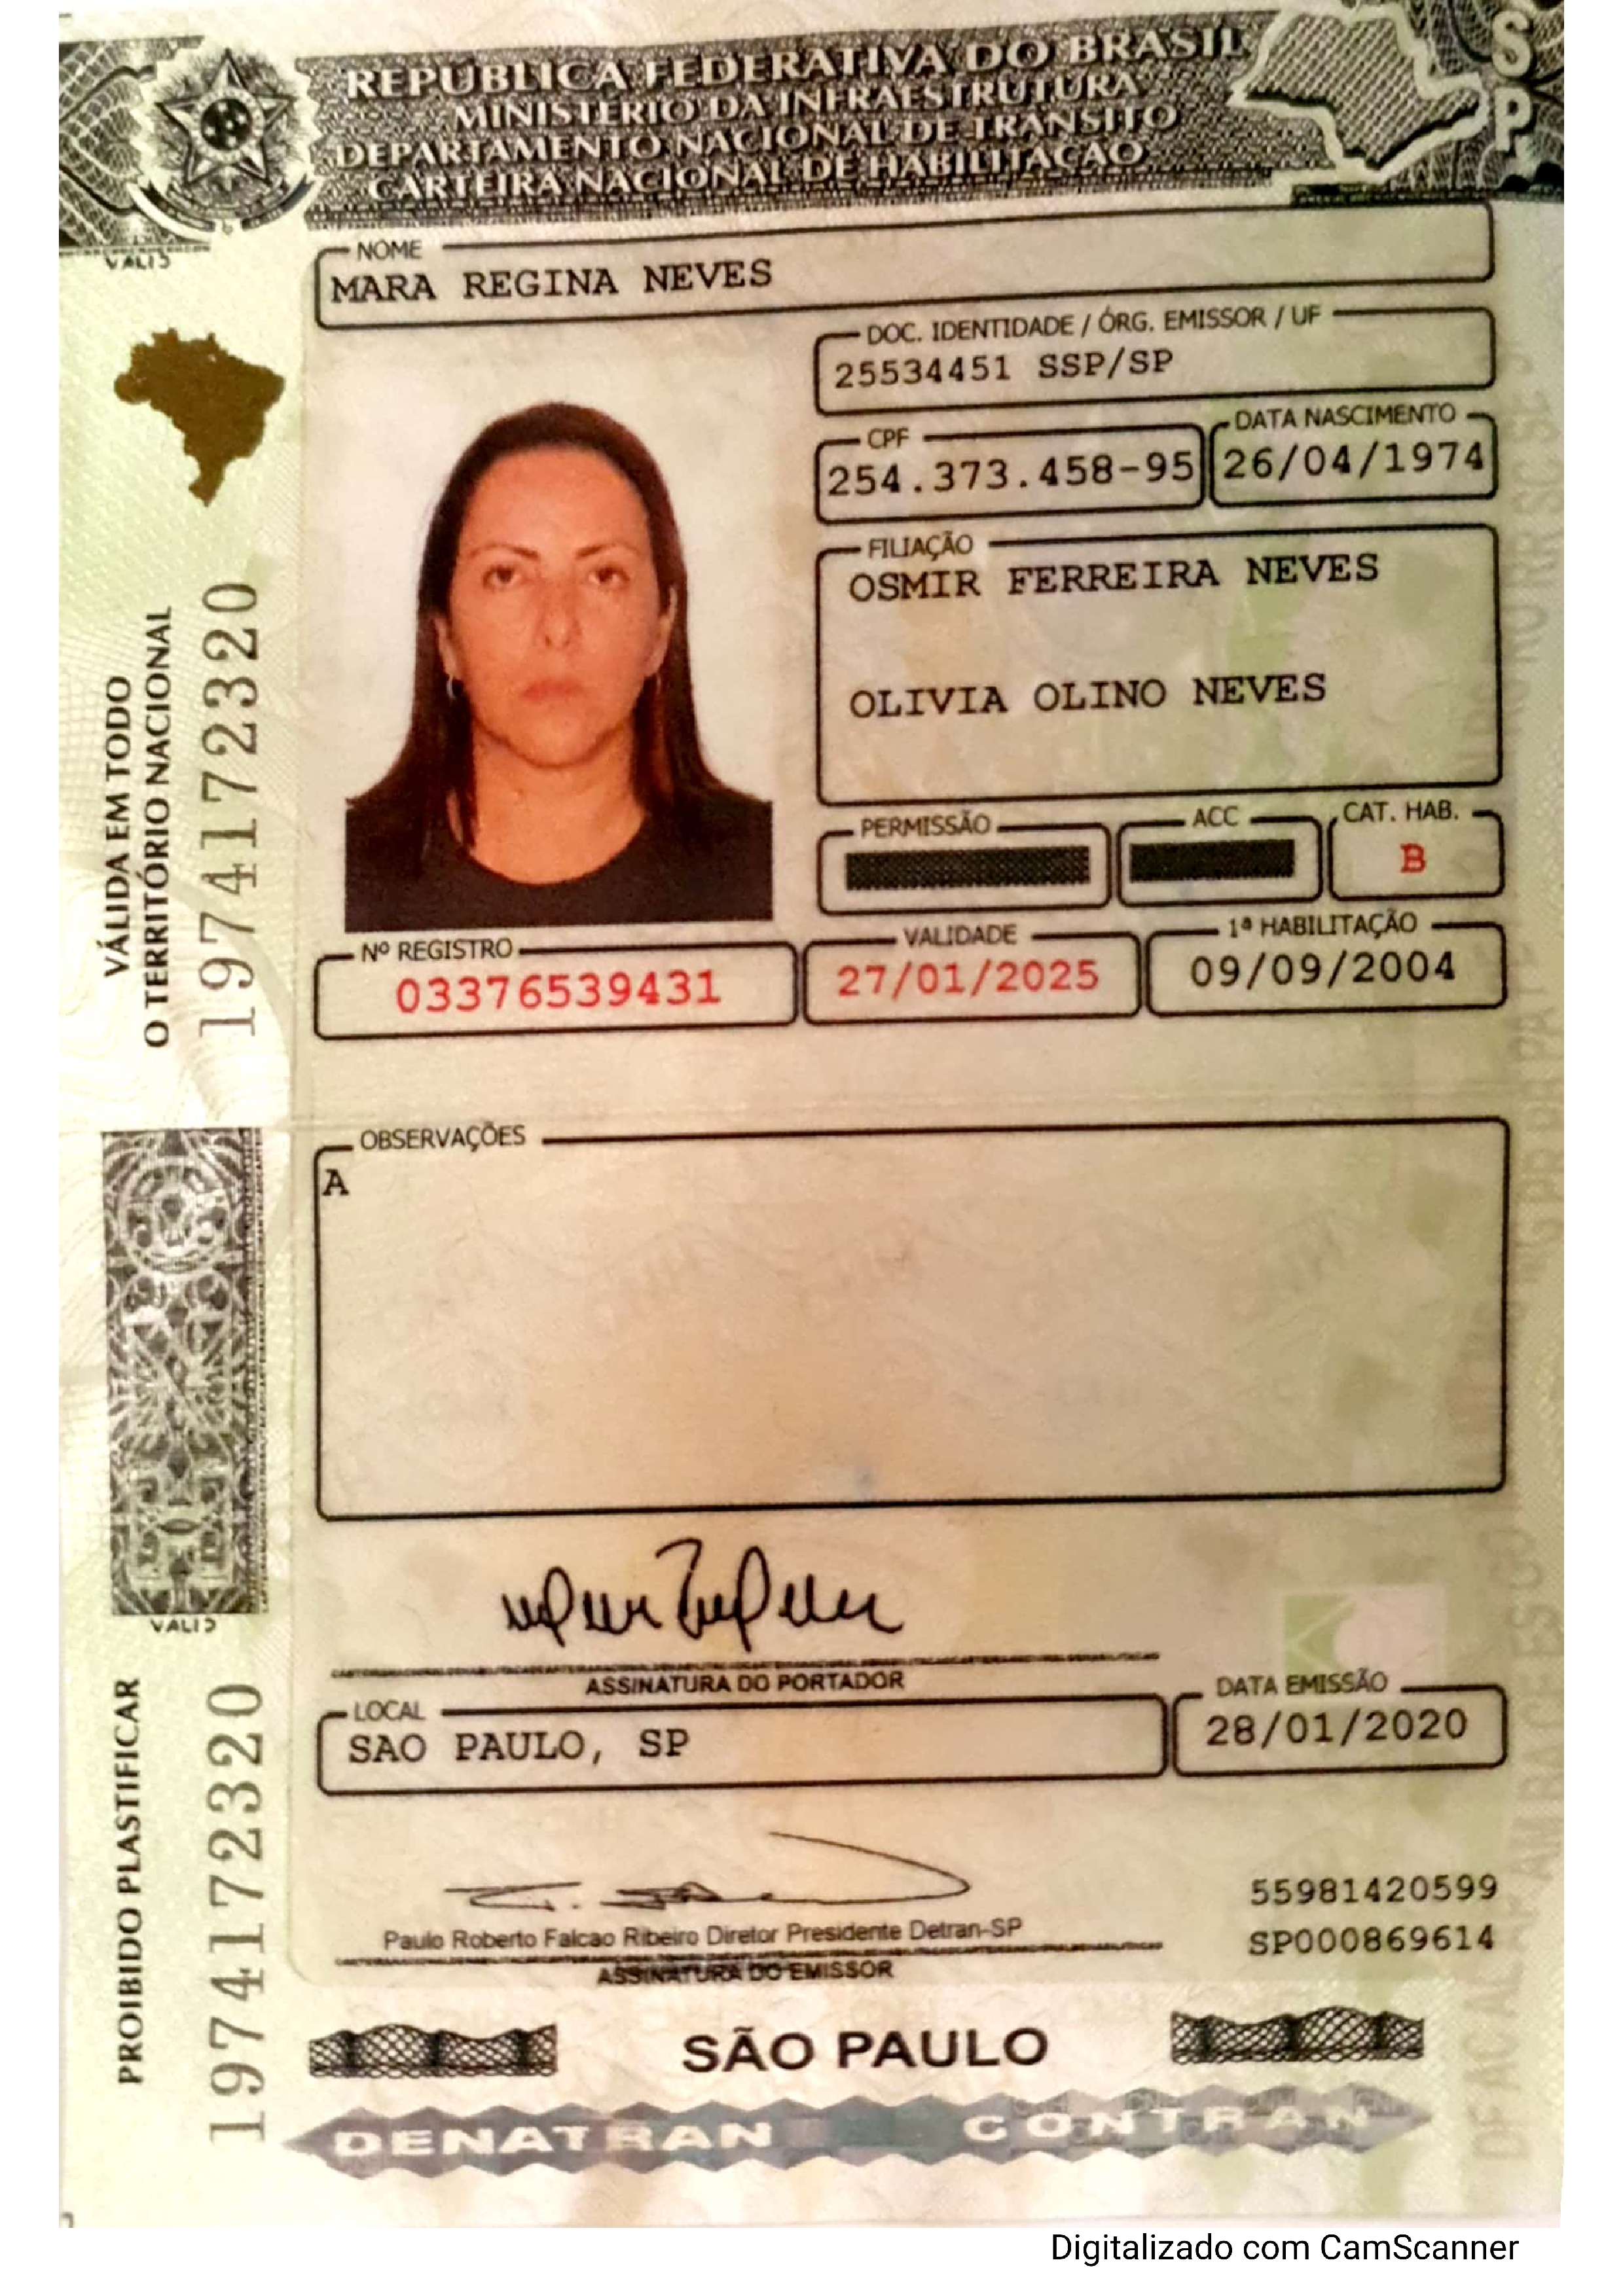 REPÚBLICA FEDERATIVA DO BRASIL
MINISTÉRIO DA INFRAESTRUTURA
DEPARTAMENTO NACIONAL DE TRÂNSITO
CARTEIRA NACIONAL DE HABILITAÇÃO
SP
NOME
MARA REGINA NEVES
DOC. IDENTIDADE / ÓRG. EMISSOR / UF
25534451 SSP/SP
CPF
254.373.458-95
DATA NASCIMENTO
26/04/1974
FILIAÇÃO
OSMIR FERREIRA NEVES
OLIVIA OLINO NEVES
PERMISSÃO
ACC
CAT. HAB.
B
Nº REGISTRO
03376539431
VALIDADE
27/01/2025
1ª HABILITAÇÃO
09/09/2004
VÁLIDA EM TODO
O TERRITÓRIO NACIONAL
1974172320
OBSERVAÇÕES
A
ASSINATURA DO PORTADOR
LOCAL
SAO PAULO, SP
DATA EMISSÃO
28/01/2020
PROIBIDO PLASTIFICAR
1974172320
55981420599
SP000869614
Paulo Roberto Falcao Ribeiro Diretor Presidente Detran-SP
ASSINATURA DO EMISSOR
SÃO PAULO
DENATRAN CONTRAN
Digitalizado com CamScanner